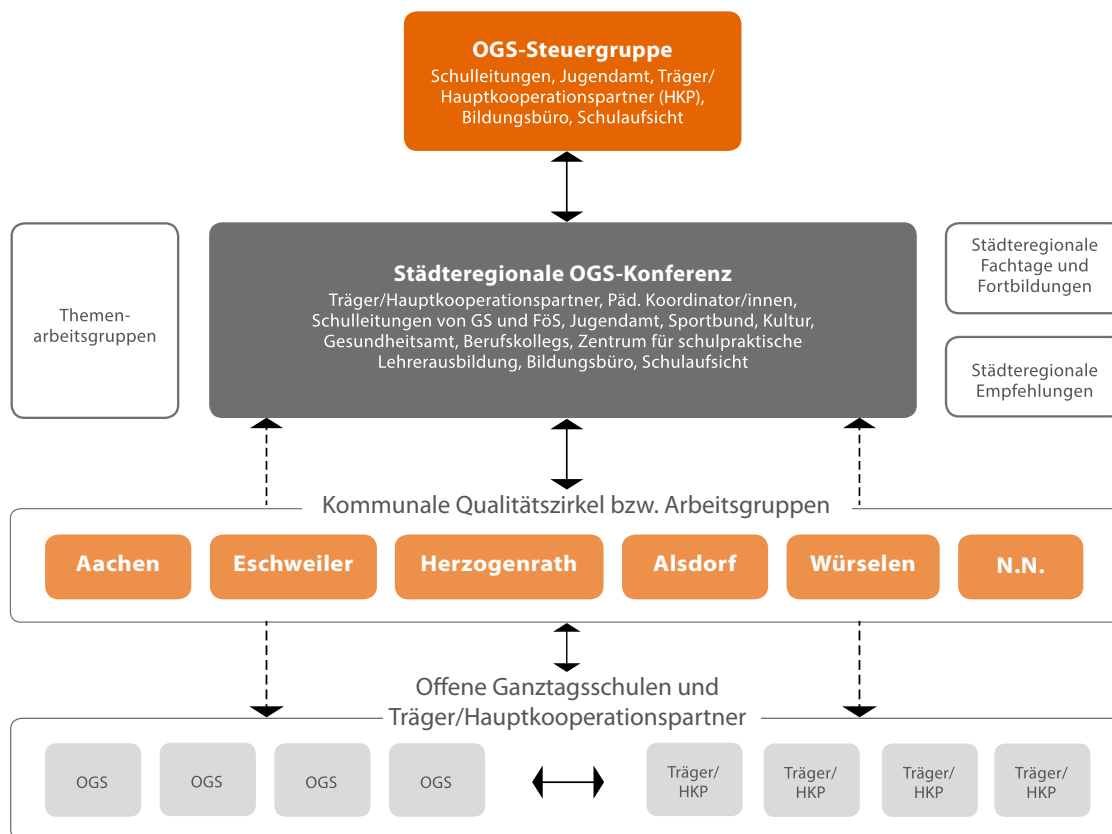 OGS-Steuergruppe
Schulleitungen, Jugendamt, Träger/
Hauptkooperationspartner (HKP),
Bildungsbüro, Schulaufsicht
Themen-
arbeitsgruppen
Städteregionale OGS-Konferenz
Träger/Hauptkooperationspartner, Päd. Koordinator/innen,
Schulleitungen von GS und FöS, Jugendamt, Sportbund, Kultur,
Gesundheitsamt, Berufskollegs, Zentrum für schulpraktische
Lehrerausbildung, Bildungsbüro, Schulaufsicht
Städteregionale
Fachtage und
Fortbildungen
Städteregionale
Empfehlungen
Kommunale Qualitätszirkel bzw. Arbeitsgruppen
Aachen
Eschweiler
Herzogenrath
Alsdorf
Würselen
N.N.
Offene Ganztagsschulen und
Träger/Hauptkooperationspartner
OGS
OGS
OGS
OGS
Träger/
HKP
Träger/
HKP
Träger/
HKP
Träger/
HKP